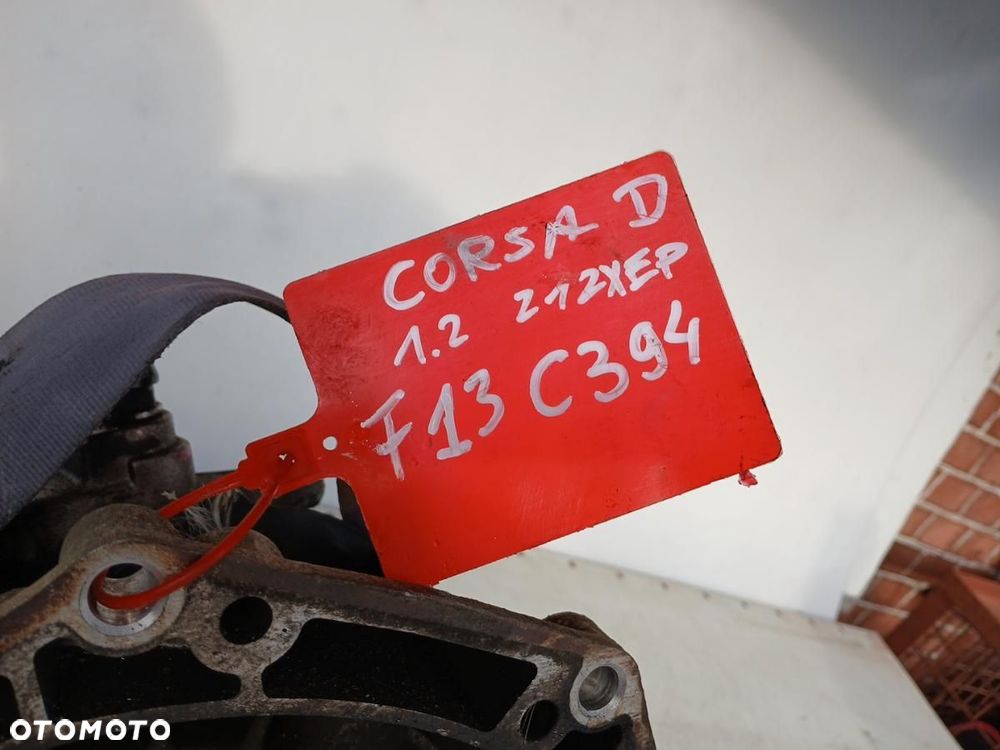 CORSA D
1.2 Z12XEP
F13 C394
OTOMOTO